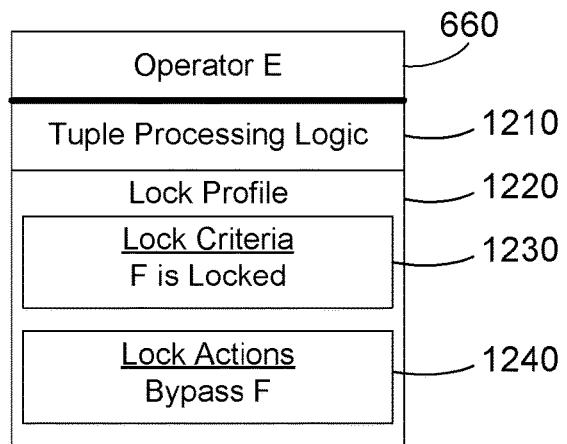 660
Operator E
Tuple Processing Logic
1210
Lock Profile
1220
Lock Criteria
F is Locked
1230
Lock Actions
Bypass F
1240